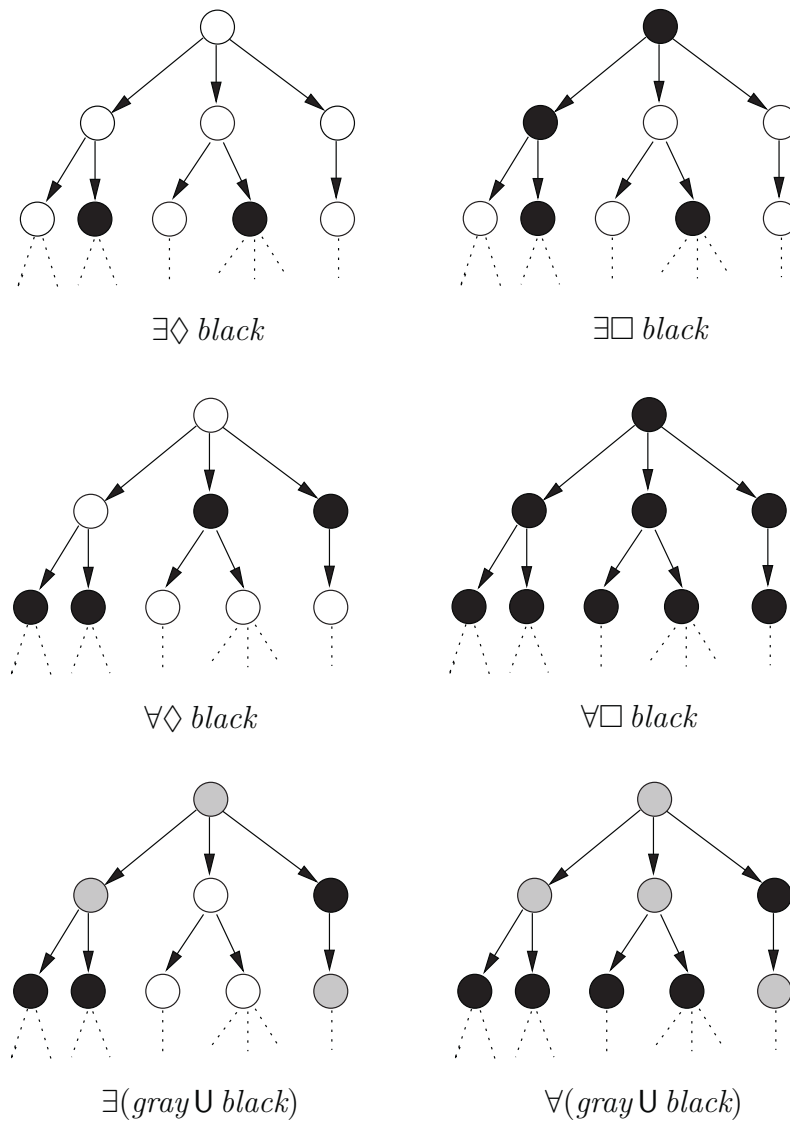 ∃◊ black
∃□ black
∀◊ black
∀□ black
∃(gray U black)
∀(gray U black)